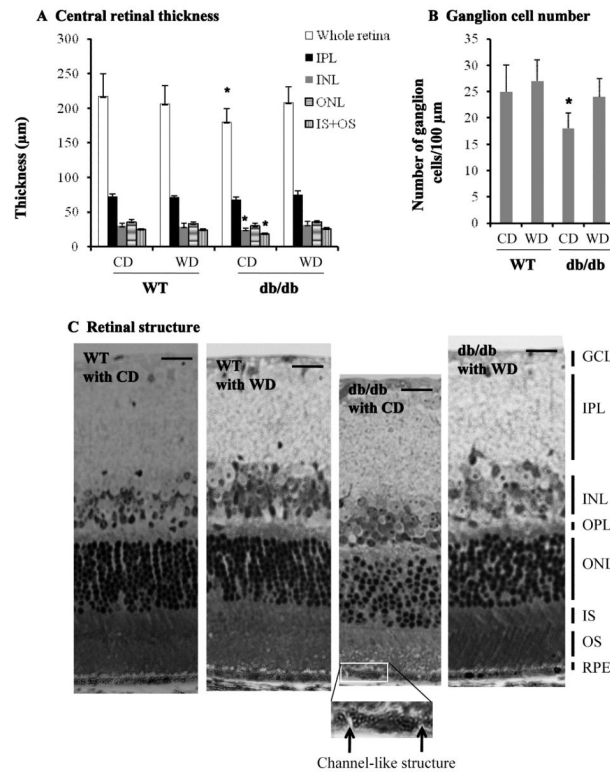 A Central retinal thickness
Thickness (µm)
300
250
200
150
100
50
0
Whole retina
IPL
INL
ONL
IS+OS
*
*
*
CD
WD
CD
WD
WT
db/db
B Ganglion cell number
Number of ganglion
cells/100 µm
35
30
25
20
15
10
5
0
*
CD
WD
CD
WD
WT
db/db
C Retinal structure
WT
with CD
WT
with WD
db/db
with CD
db/db
with WD
GCL
IPL
INL
OPL
ONL
IS
OS
RPE
Channel-like structure